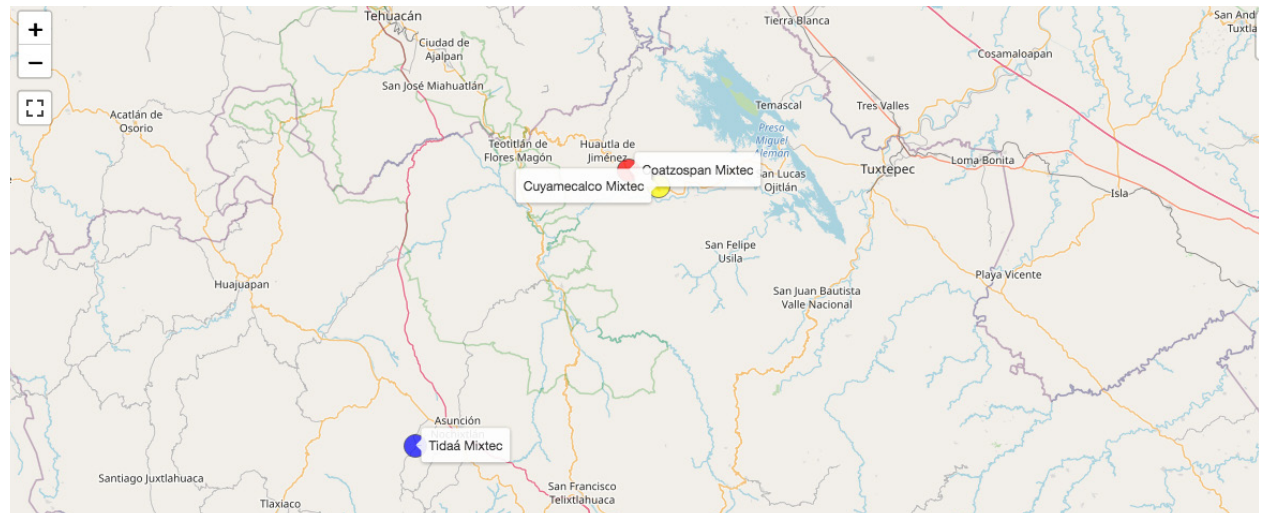 +
−
Tehuacán
Ciudad de
Ajalpan
San José Miahuatlán
Acatlán de
Osorio
Teotitlán de
Flores Magón
Huautla de
Jiménez
Coatzospan Mixtec
Cuyamecalco Mixtec
Tierra Blanca
San And
Tuxtla
Cosamaloapan
Temascal
Presa
Miguel
Tres Valles
Tuxtepec
Loma Bonita
Isla
Ojitlán
San Felipe
Usila
Huajuapan
San Juan Bautista
Valle Nacional
Playa Vicente
Asunción
Tidaá Mixtec
Santiago Juxtlahuaca
Tlaxiaco
San Francisco
Telixtlahuaca